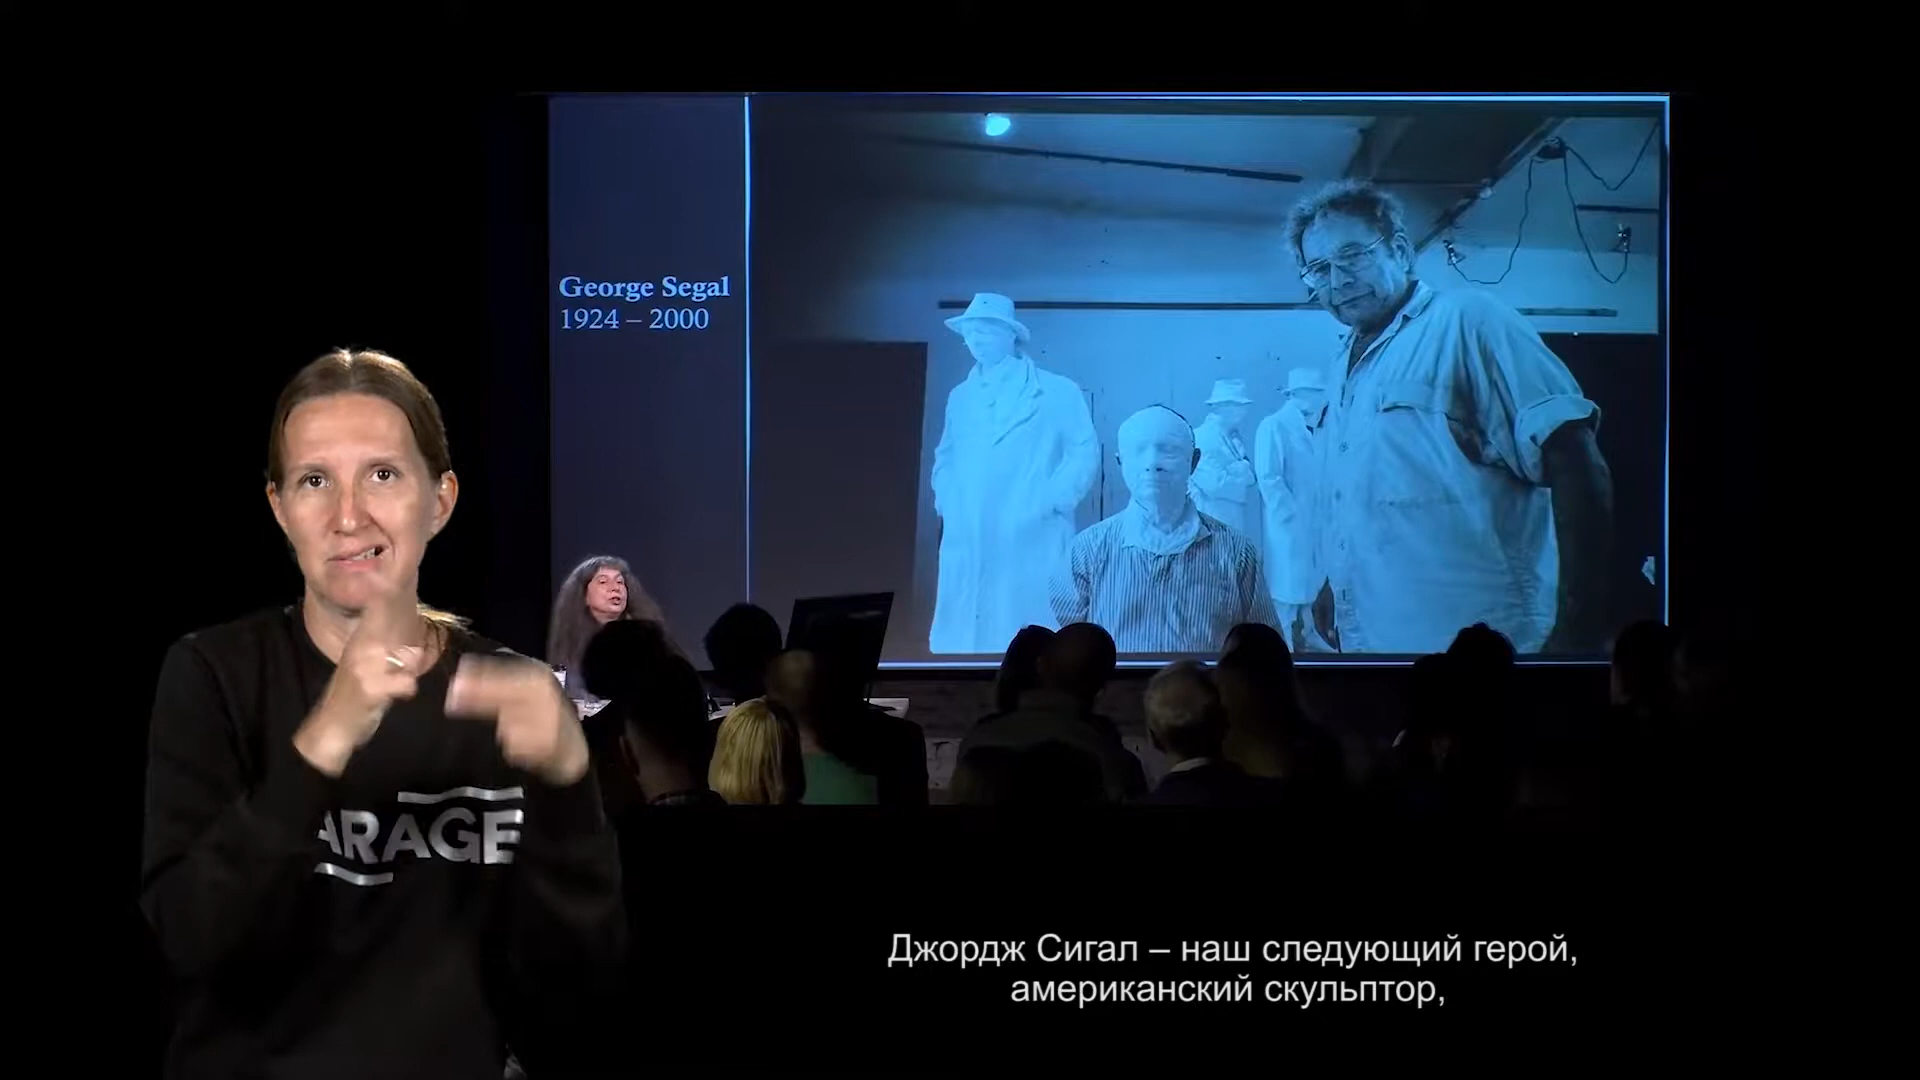 George Segal
1924 – 2000
ARAGE
Джордж Сигал – наш следующий герой,
американский скульптор,